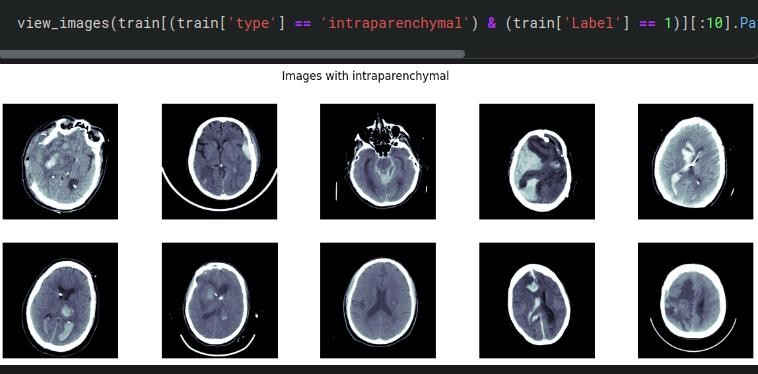 view_images(train[(train['type'] == 'intraparenchymal') & (train['Label'] == 1)][:10].Pa
Images with intraparenchymal